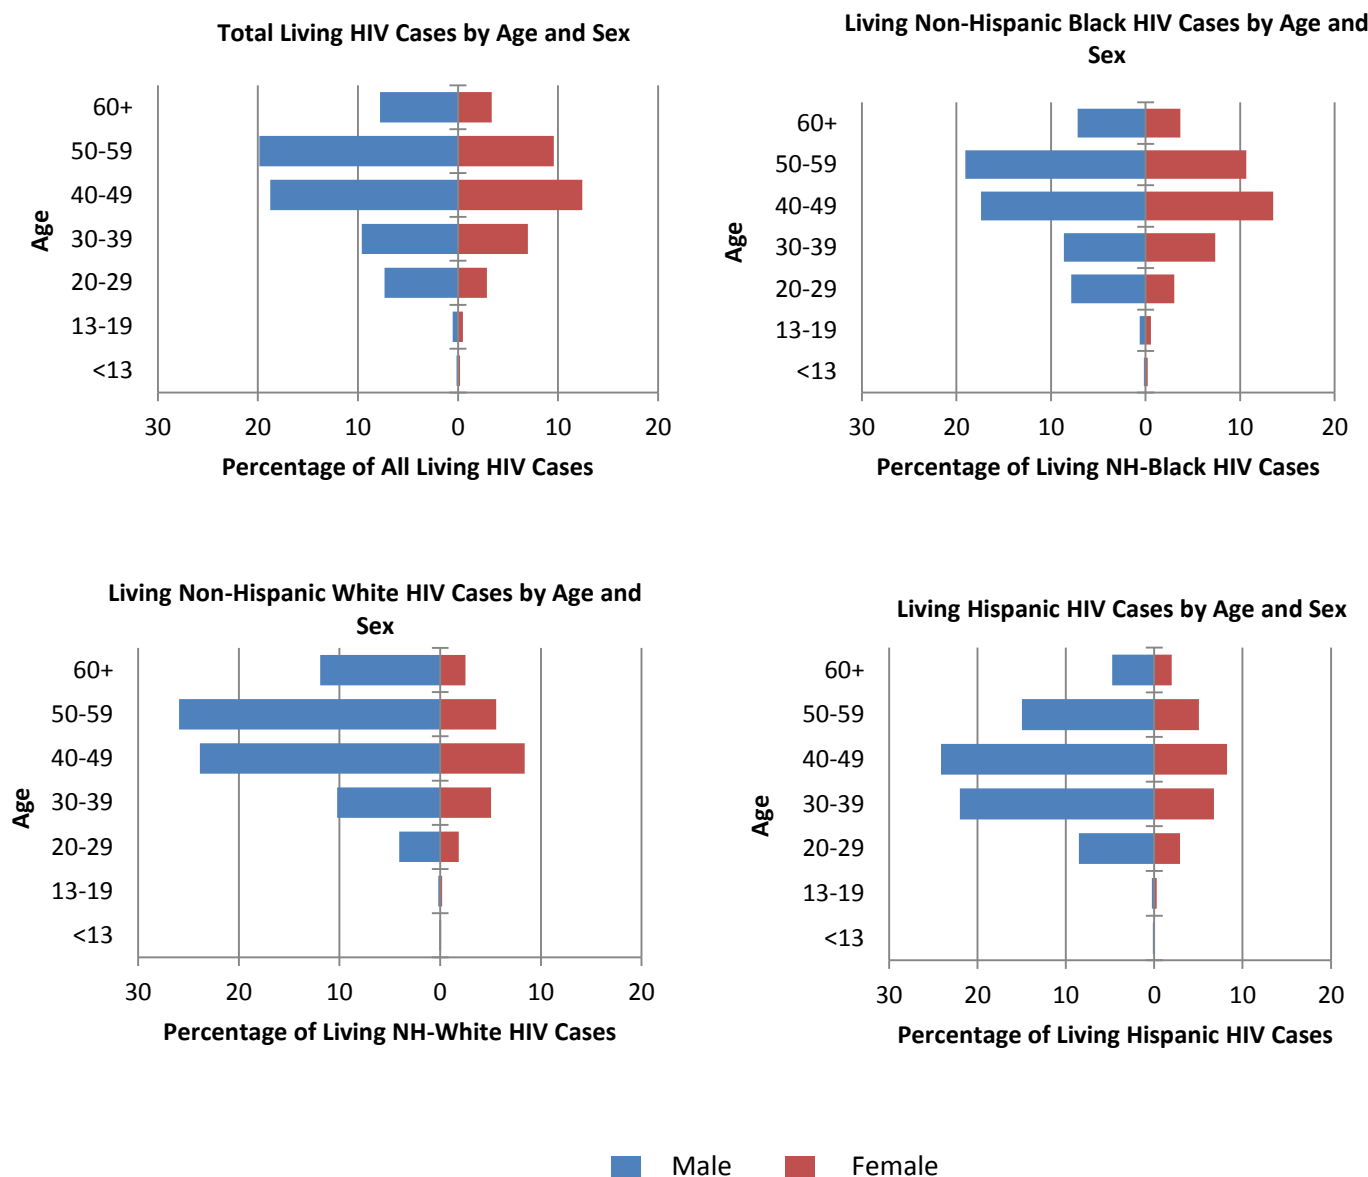 Total Living HIV Cases by Age and Sex
60+
50-59
40-49
30-39
20-29
13-19
<13
Age
30 20 10 0 10 20
Percentage of All Living HIV Cases
Living Non-Hispanic Black HIV Cases by Age and
Sex
60+
50-59
40-49
30-39
20-29
13-19
<13
Age
30 20 10 0 10 20
Percentage of Living NH-Black HIV Cases
Living Non-Hispanic White HIV Cases by Age and
Sex
60+
50-59
40-49
30-39
20-29
13-19
<13
Age
30 20 10 0 10 20
Percentage of Living NH-White HIV Cases
Living Hispanic HIV Cases by Age and Sex
60+
50-59
40-49
30-39
20-29
13-19
<13
Age
30 20 10 0 10 20
Percentage of Living Hispanic HIV Cases
Male Female